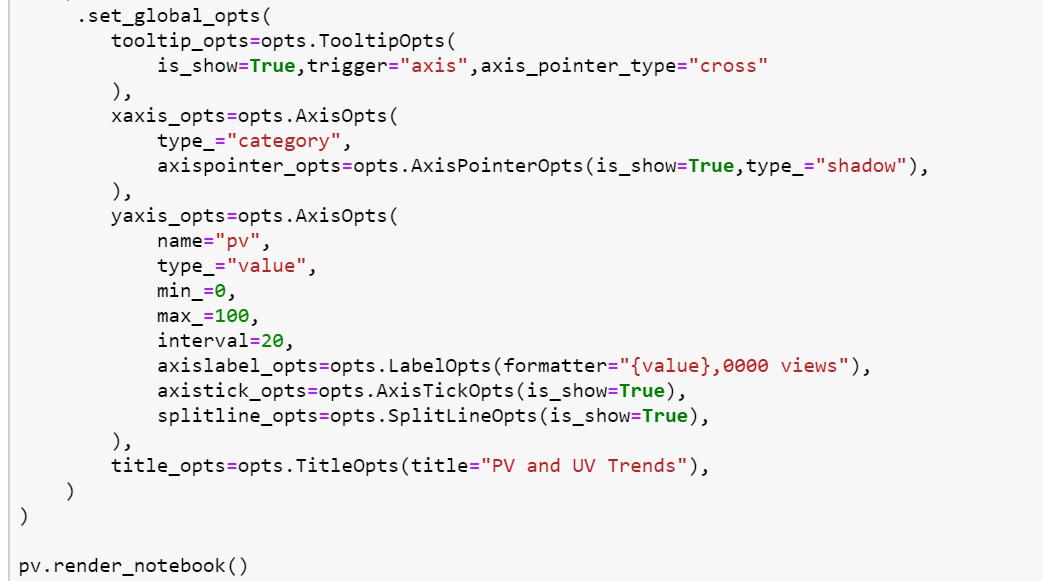 .set_global_opts(
tooltip_opts=opts.TooltipOpts(
is_show=True,trigger="axis",axis_pointer_type="cross"
),
xaxis_opts=opts.AxisOpts(
type_="category",
axispointer_opts=opts.AxisPointerOpts(is_show=True,type_="shadow"),
),
yaxis_opts=opts.AxisOpts(
name="pv",
type_="value",
min_=0,
max_=100,
interval=20,
axislabel_opts=opts.LabelOpts(formatter="{value},0000 views"),
axistick_opts=opts.AxisTickOpts(is_show=True),
splitline_opts=opts.SplitLineOpts(is_show=True),
),
title_opts=opts.TitleOpts(title="PV and UV Trends"),
)
)
pv.render_notebook()